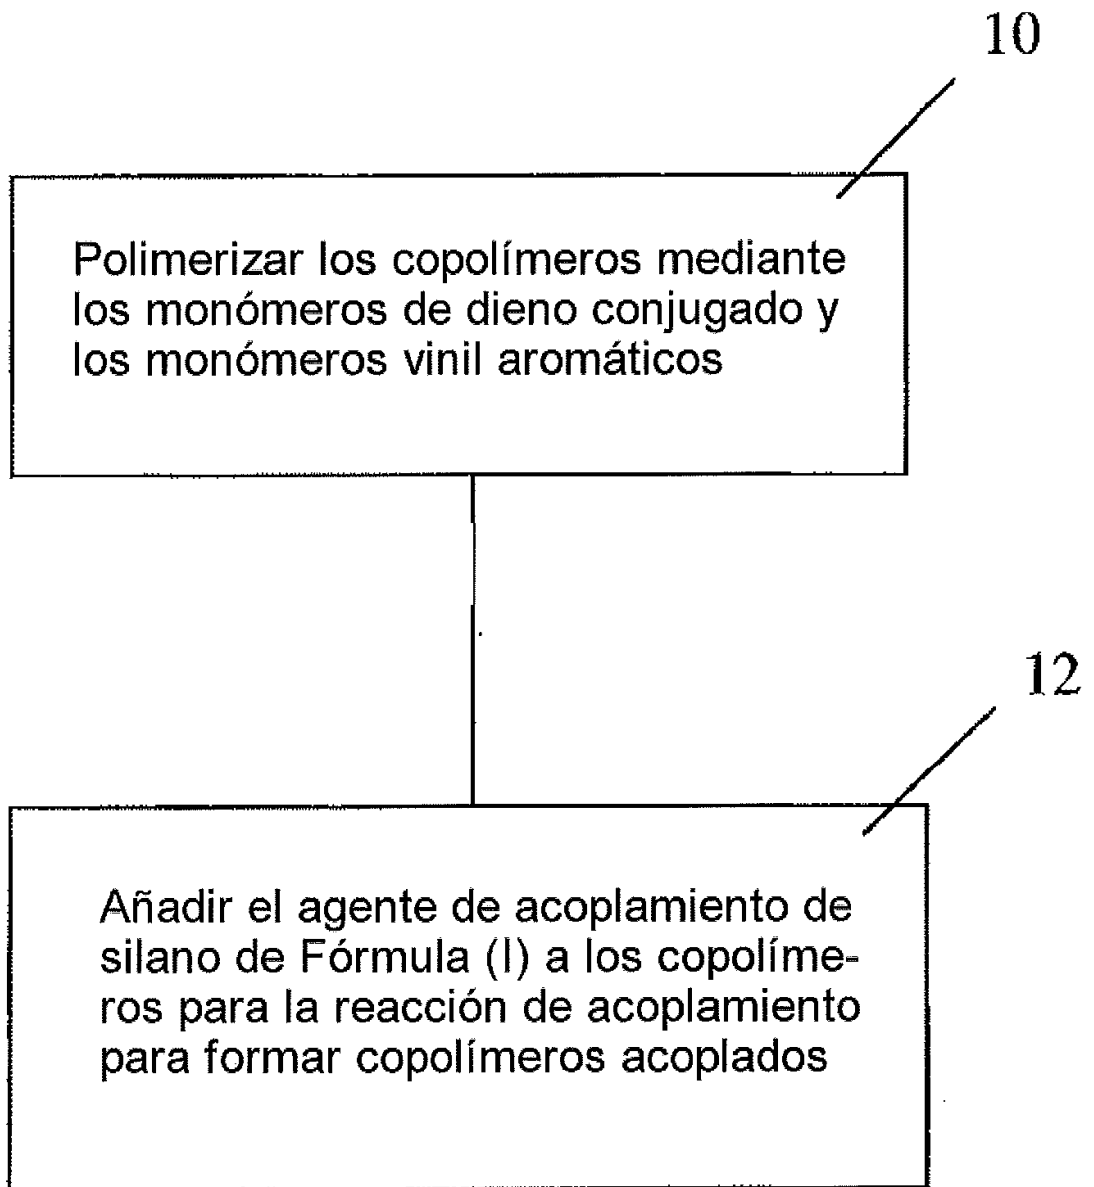 10
Polimerizar los copolímeros mediante
los monómeros de dieno conjugado y
los monómeros vinil aromáticos
12
Añadir el agente de acoplamiento de
silano de Fórmula (I) a los copolíme-
ros para la reacción de acoplamiento
para formar copolímeros acoplados